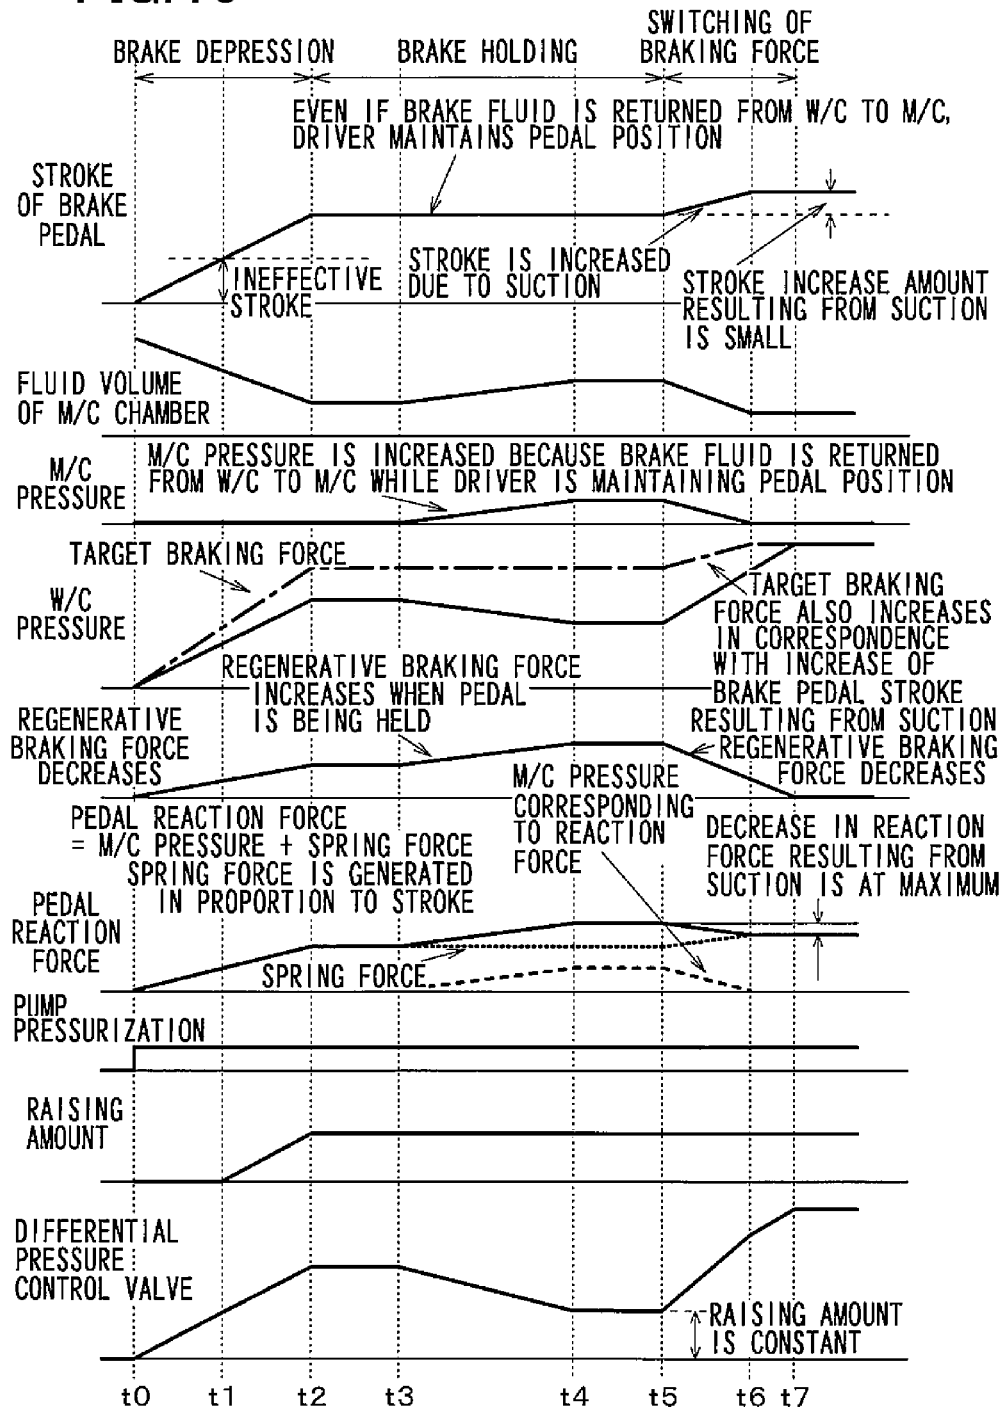 BRAKE DEPRESSION
BRAKE HOLDING
SWITCHING OF
BRAKING FORCE
EVEN IF BRAKE FLUID IS RETURNED FROM W/C TO M/C,
DRIVER MAINTAINS PEDAL POSITION
STROKE
OF BRAKE
PEDAL
INEFFECTIVE
STROKE
STROKE IS INCREASED
DUE TO SUCTION
STROKE INCREASE AMOUNT
RESULTING FROM SUCTION
IS SMALL
FLUID VOLUME
OF M/C CHAMBER
M/C
PRESSURE
M/C PRESSURE IS INCREASED BECAUSE BRAKE FLUID IS RETURNED
FROM W/C TO M/C WHILE DRIVER IS MAINTAINING PEDAL POSITION
TARGET BRAKING FORCE
W/C
PRESSURE
TARGET BRAKING
FORCE ALSO INCREASES
IN CORRESPONDENCE
WITH INCREASE OF
BRAKE PEDAL STROKE
RESULTING FROM SUCTION
REGENERATIVE BRAKING FORCE
INCREASES WHEN PEDAL
IS BEING HELD
REGENERATIVE
BRAKING FORCE
DECREASES
REGENERATIVE BRAKING
FORCE DECREASES
M/C PRESSURE
CORRESPONDING
TO REACTION
FORCE
PEDAL REACTION FORCE
= M/C PRESSURE + SPRING FORCE
SPRING FORCE IS GENERATED
IN PROPORTION TO STROKE
DECREASE IN REACTION
FORCE RESULTING FROM
SUCTION IS AT MAXIMUM
PEDAL
REACTION
FORCE
SPRING FORCE
PUMP
PRESSURIZATION
RAISING
AMOUNT
DIFFERENTIAL
PRESSURE
CONTROL VALVE
RAISING AMOUNT
IS CONSTANT
t0 t1 t2 t3 t4 t5 t6 t7